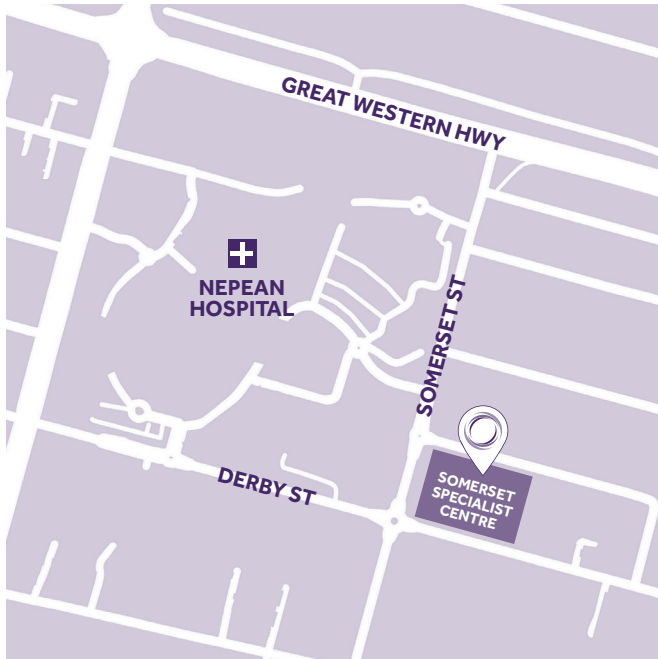 GREAT WESTERN HWY
NEPEAN
HOSPITAL
SOMERSET ST
SOMERSET
SPECIALIST
CENTRE
DERBY ST